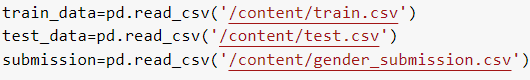 train_data=pd.read_csv('/content/train.csv')
test_data=pd.read_csv('/content/test.csv')
submission=pd.read_csv('/content/gender_submission.csv')